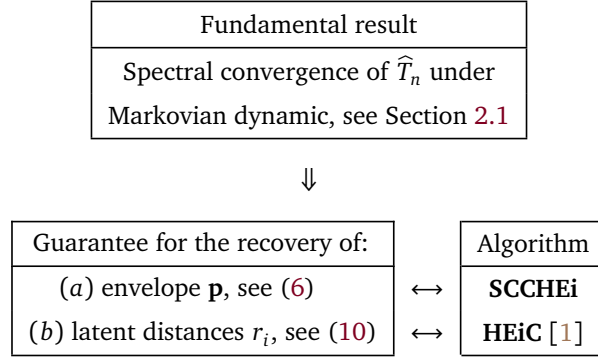 Fundamental result
Spectral convergence of T̂ₙ under
Markovian dynamic, see Section 2.1
⇓
Guarantee for the recovery of: Algorithm
(a) envelope p, see (6) ↔ SCCHEi
(b) latent distances rᵢ, see (10) ↔ HEiC [1]